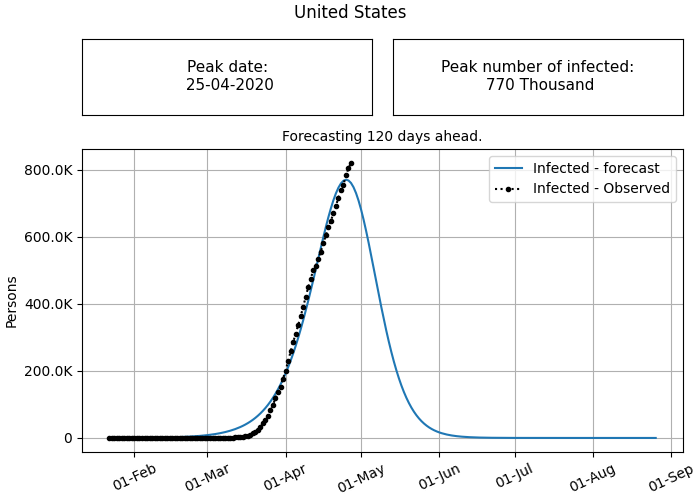 United States
Peak date:
25-04-2020
Peak number of infected:
770 Thousand
Forecasting 120 days ahead.
Infected - forecast
Infected - Observed
Persons
800.0K
600.0K
400.0K
200.0K
0
01-Feb
01-Mar
01-Apr
01-May
01-Jun
01-Jul
01-Aug
01-Sep